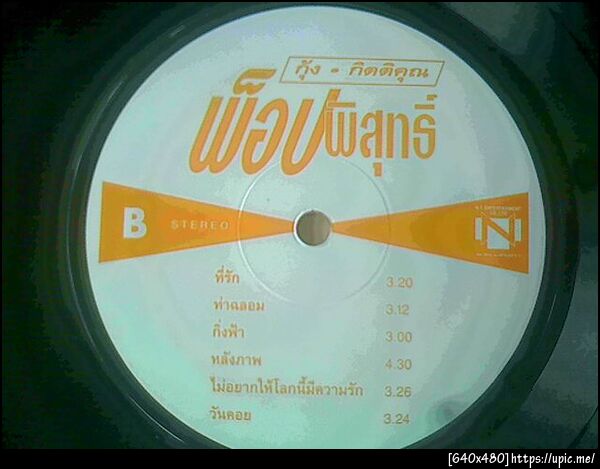 กุ้ง - กิตติคุณ
พ็อปพิสุทธิ์
B STEREO
N
ที่รัก 3.20
ท่าฉลอม 3.12
กิ่งฟ้า 3.00
หลังภาพ 4.30
ไม่อยากให้โลกนี้มีความรัก 3.26
วันคอย 3.24
[640x480]https://upic.me/